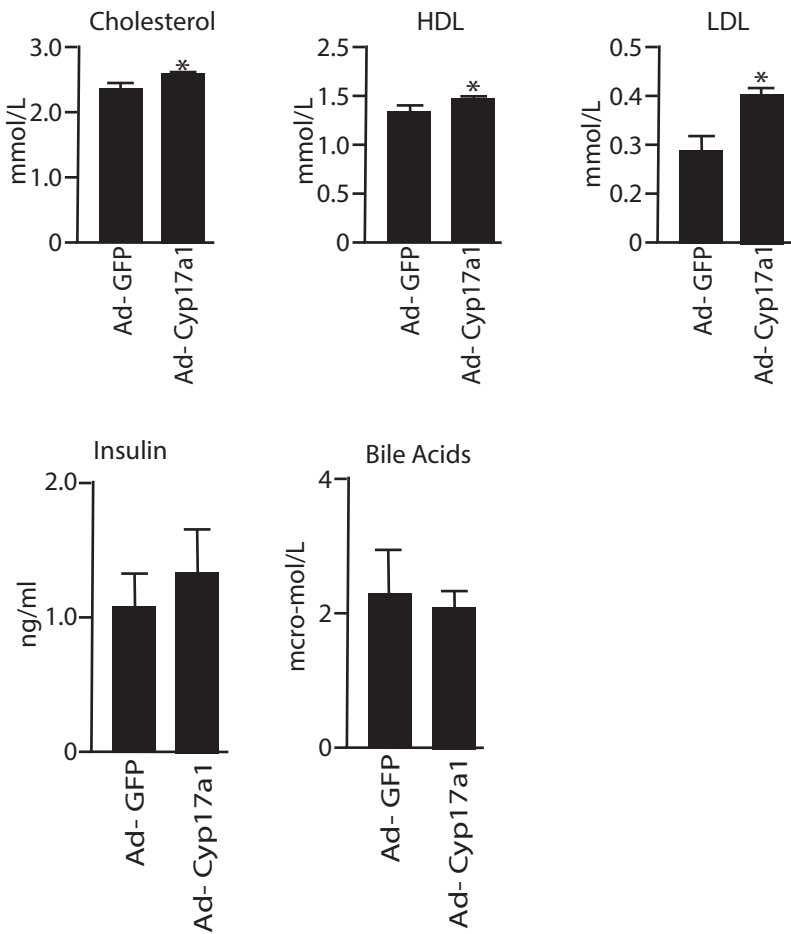 Cholesterol
3.0
2.0
1.0
0
mmol/L
*
Ad- GFP
Ad- Cyp17a1
HDL
2.5
1.5
1.0
0.5
0
mmol/L
*
Ad- GFP
Ad- Cyp17a1
LDL
0.5
0.4
0.3
0.2
0
mmol/L
*
Ad- GFP
Ad- Cyp17a1
Insulin
2.0
1.0
0
ng/ml
Ad- GFP
Ad- Cyp17a1
Bile Acids
4
2
0
mcro-mol/L
Ad- GFP
Ad- Cyp17a1